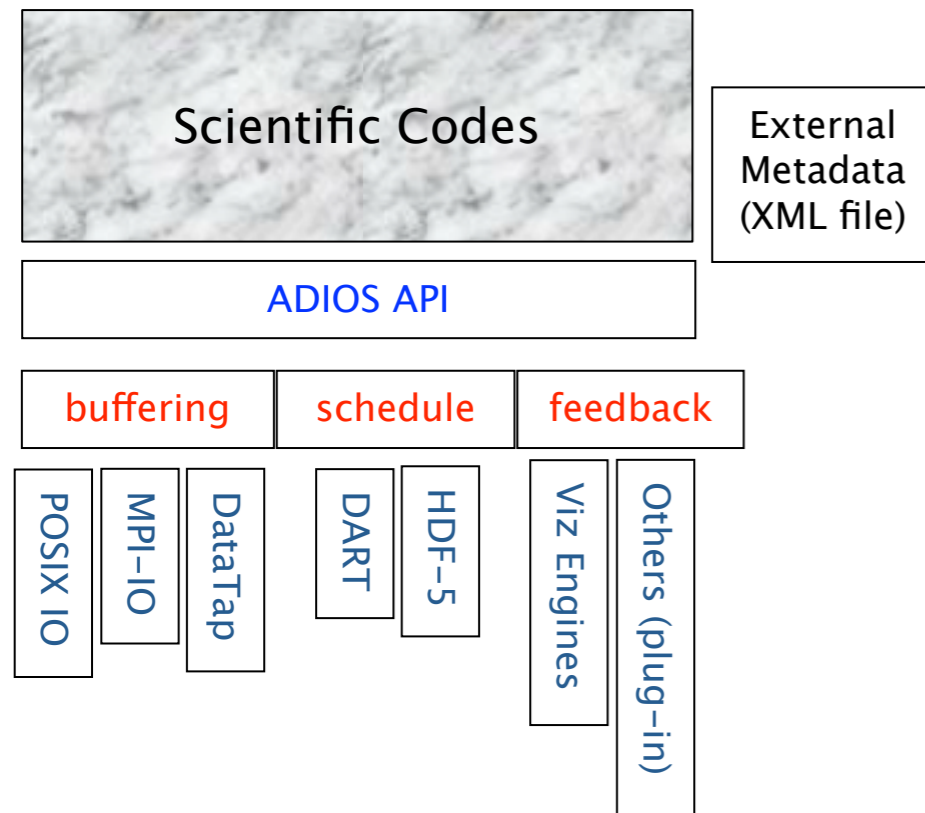 Scientific Codes
External
Metadata
(XML file)
ADIOS API
buffering
schedule
feedback
POSIX IO
MPI-IO
DataTap
DART
HDF-5
Viz Engines
Others (plug-in)